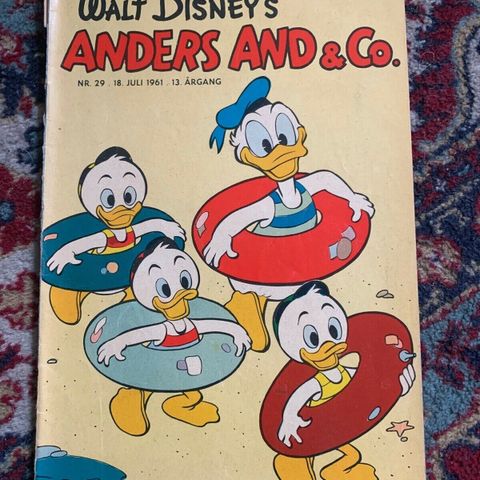 WALT DISNEY'S
ANDERS AND & Co.
NR. 29 . 18. JULI 1961 . 13. ÅRGANG